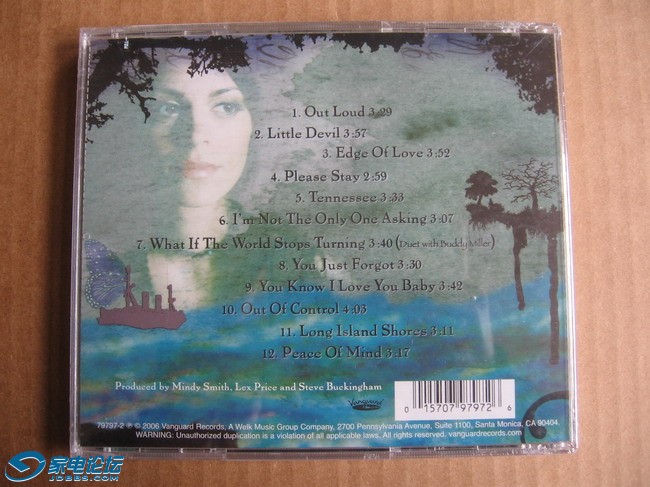 1. Out Loud 3:29
2. Little Devil 3:57
3. Edge Of Love 3:52
4. Please Stay 2:59
5. Tennessee 3:33
6. I'm Not The Only One Asking 3:07
7. What If The World Stops Turning 3:40 (Duet with Buddy Miller)
8. You Just Forgot 3:30
9. You Know I Love You Baby 3:42
10. Out Of Control 4:03
11. Long Island Shores 3:11
12. Peace Of Mind 3:17
Produced by Mindy Smith, Lex Price and Steve Buckingham
Vanguard
0 15707 97972 6
79797-2 ℗ © 2006 Vanguard Records, A Welk Music Group Company, 2700 Pennsylvania Avenue, Suite 1100, Santa Monica, CA 90404.
WARNING: Unauthorized duplication is a violation of all applicable laws. All rights reserved. vanguardrecords.com
家电论坛
JDBBS.COM